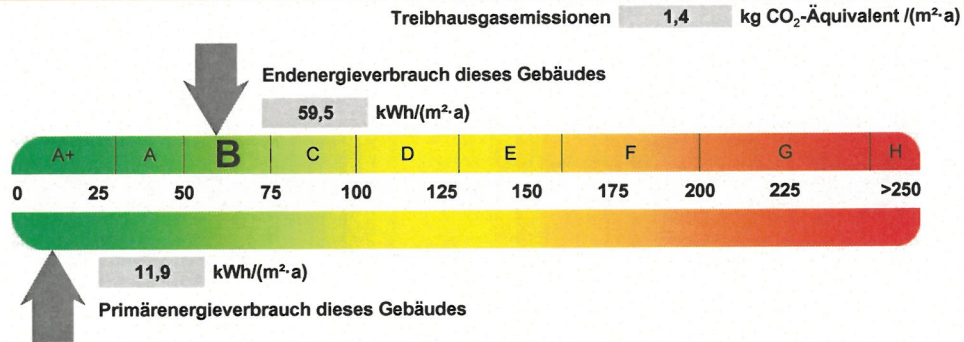 Treibhausgasemissionen 1,4 kg CO₂-Äquivalent /(m²·a)
Endenergieverbrauch dieses Gebäudes
59,5 kWh/(m²·a)
A+ A B C D E F G H
0 25 50 75 100 125 150 175 200 225 >250
11,9 kWh/(m²·a)
Primärenergieverbrauch dieses Gebäudes